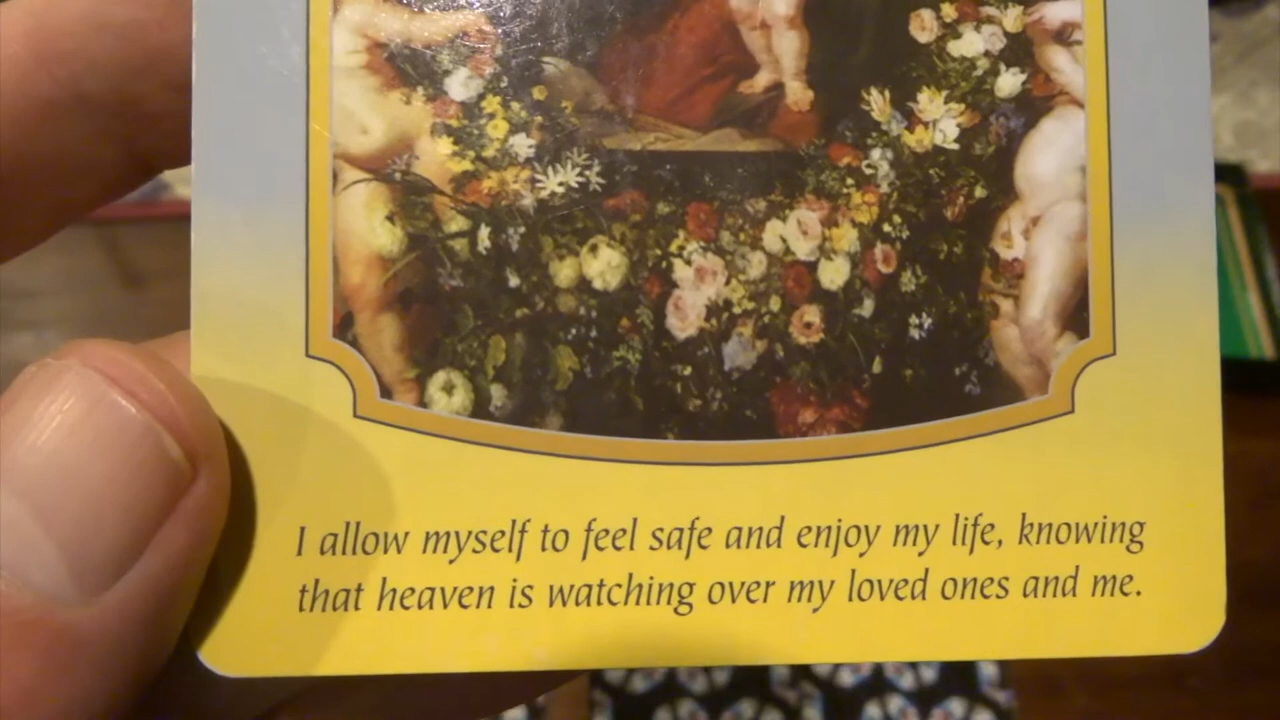 I allow myself to feel safe and enjoy my life, knowing
that heaven is watching over my loved ones and me.